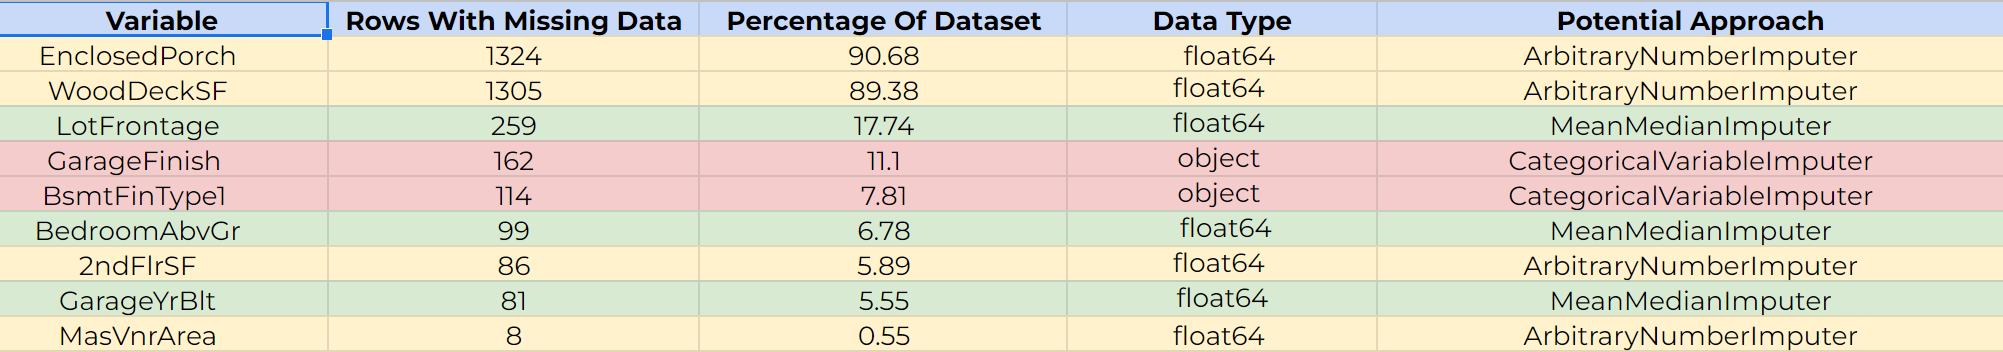 Variable Rows With Missing Data Percentage Of Dataset Data Type Potential Approach
EnclosedPorch 1324 90.68 float64 ArbitraryNumberImputer
WoodDeckSF 1305 89.38 float64 ArbitraryNumberImputer
LotFrontage 259 17.74 float64 MeanMedianImputer
GarageFinish 162 11.1 object CategoricalVariableImputer
BsmtFinType1 114 7.81 object CategoricalVariableImputer
BedroomAbvGr 99 6.78 float64 MeanMedianImputer
2ndFlrSF 86 5.89 float64 ArbitraryNumberImputer
GarageYrBlt 81 5.55 float64 MeanMedianImputer
MasVnrArea 8 0.55 float64 ArbitraryNumberImputer